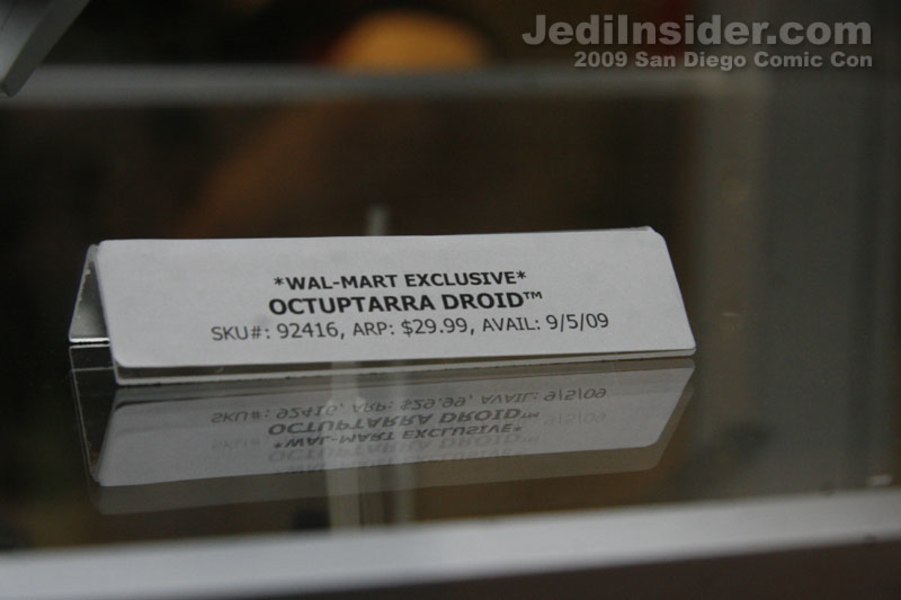 JediInsider.com
2009 San Diego Comic Con
*WAL-MART EXCLUSIVE*
OCTUPTARRA DROID™
SKU#: 92416, ARP: $29.99, AVAIL: 9/5/09